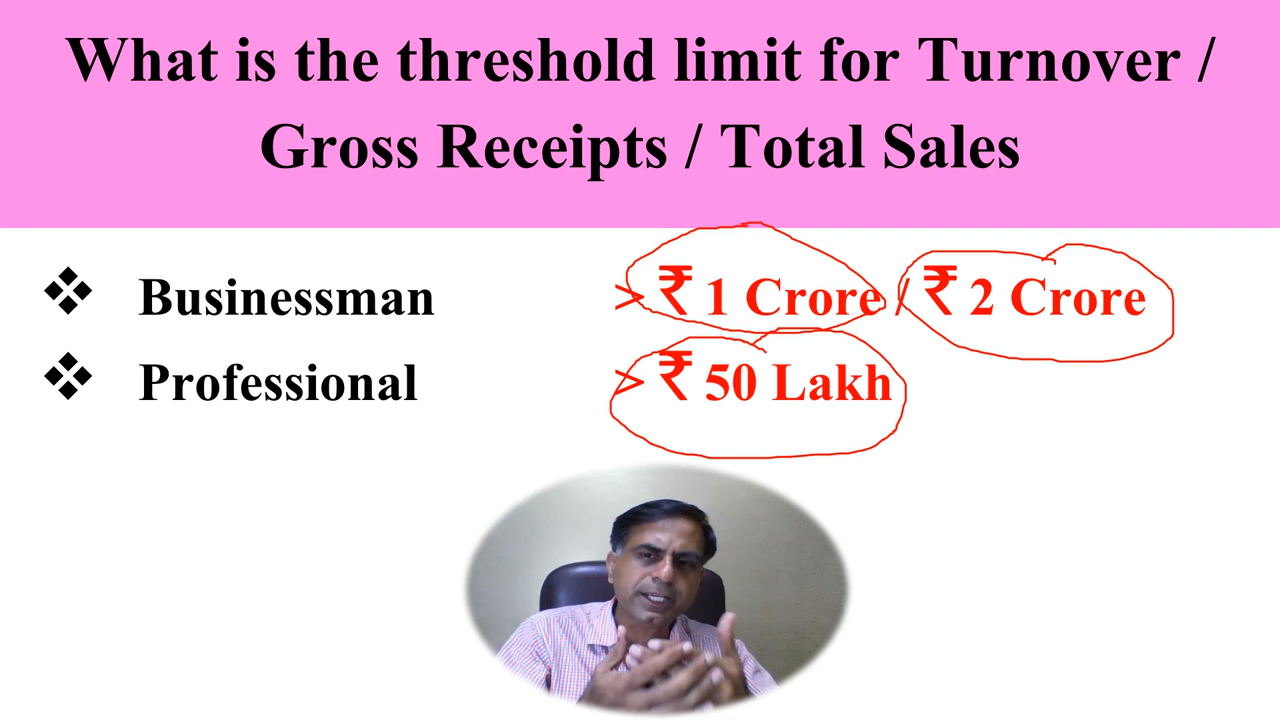 What is the threshold limit for Turnover /
Gross Receipts / Total Sales
❖ Businessman > ₹ 1 Crore / ₹ 2 Crore
❖ Professional > ₹ 50 Lakh